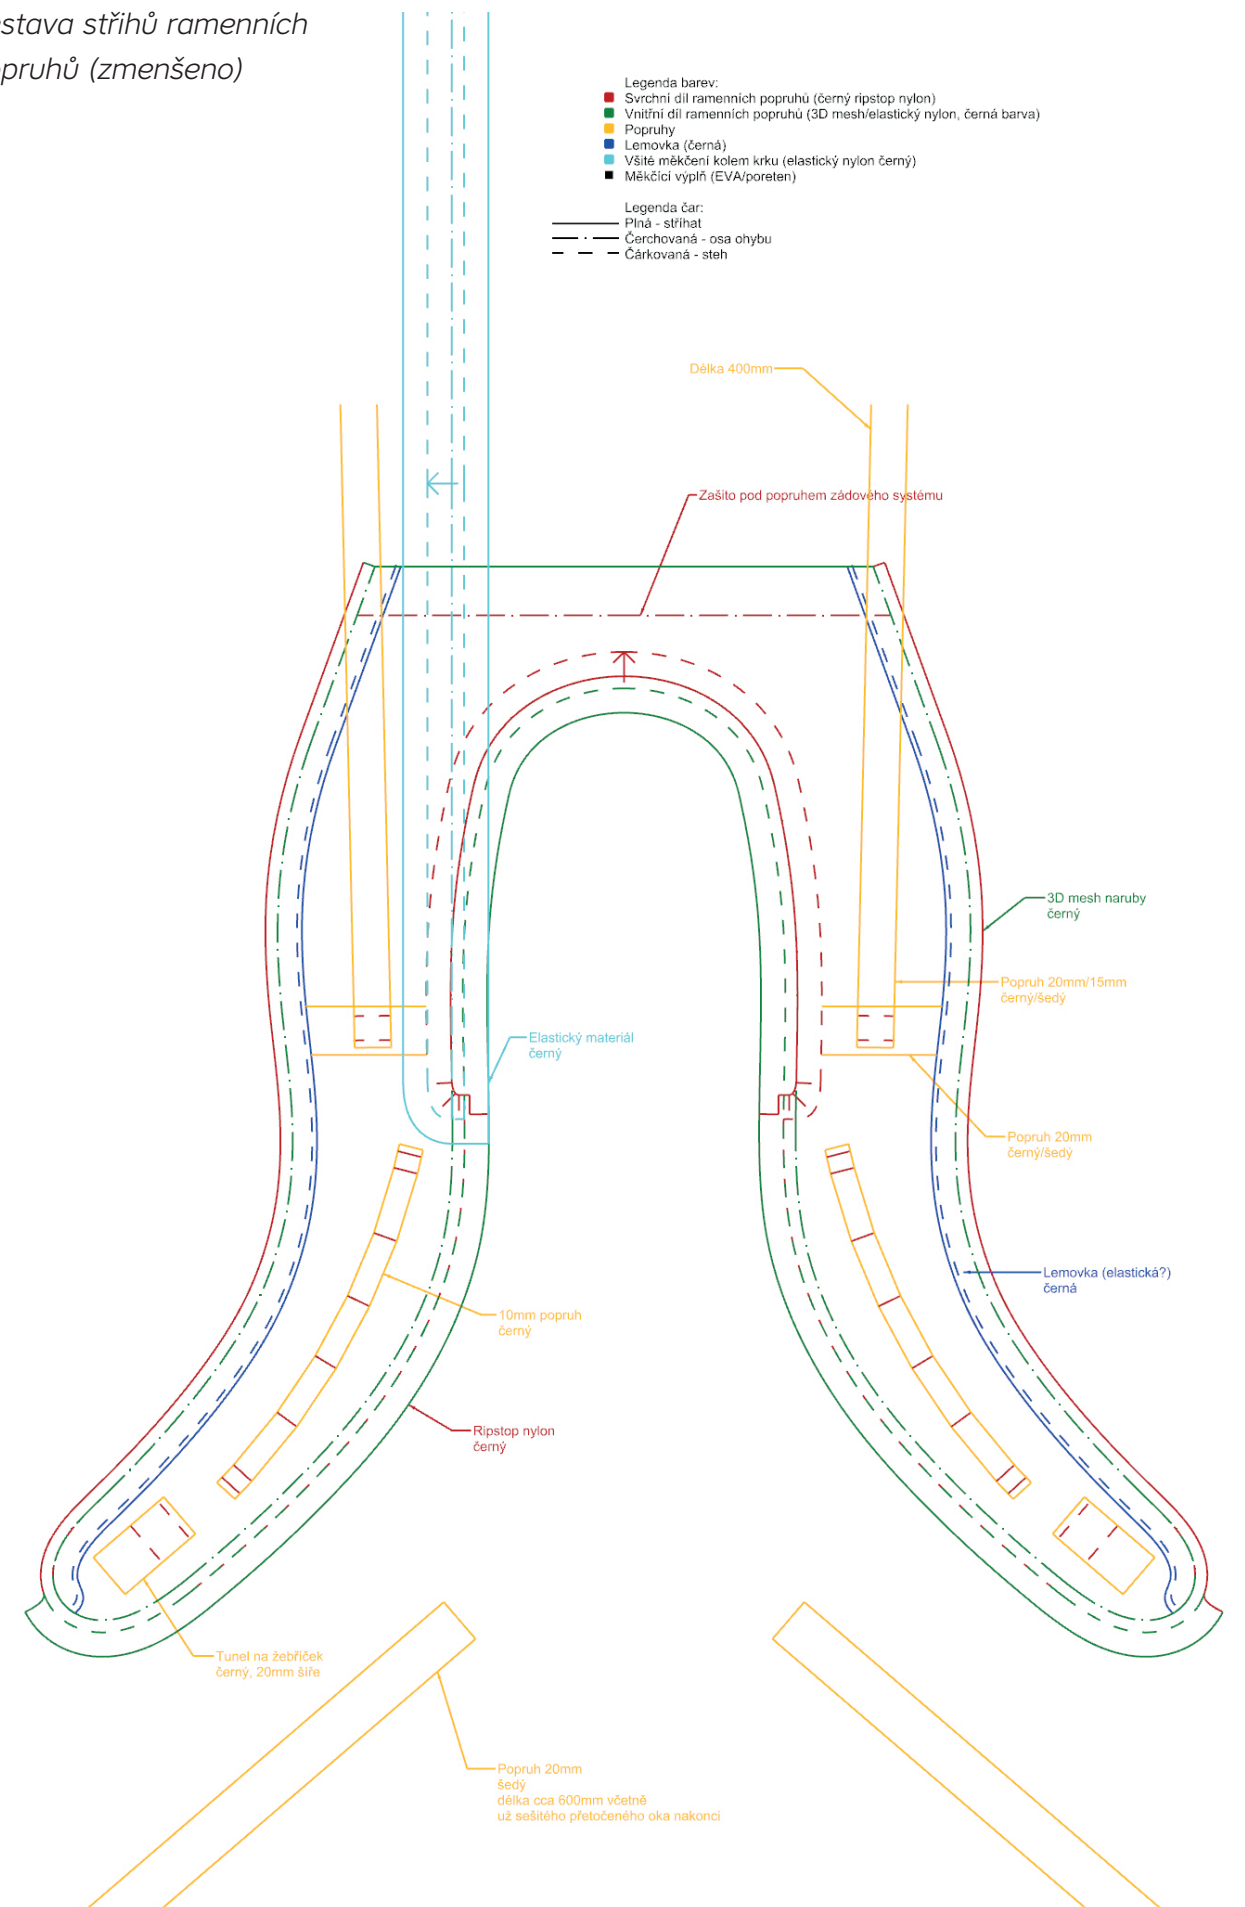 stava střihů ramenních
pruhů (zmenšeno)
Legenda barev:
Svrchní díl ramenních popruhů (černý ripstop nylon)
Vnitřní díl ramenních popruhů (3D mesh/elastický nylon, černá barva)
Popruhy
Lemovka (černá)
Všité měkčení kolem krku (elastický nylon černý)
Měkčící výplň (EVA/poreten)
Legenda čar:
Plná - stříhat
Čerchovaná - osa ohybu
Čárkovaná - steh
Délka 400mm
Zašito pod popruhem zádového systému
3D mesh naruby
černý
Popruh 20mm/15mm
černý/šedý
Elastický materiál
černý
Popruh 20mm
černý/šedý
Lemovka (elastická?)
černá
10mm popruh
černý
Ripstop nylon
černý
Tunel na žebříček
černý, 20mm šíře
Popruh 20mm
šedý
délka cca 600mm včetně
už sešitého přetočeného oka nakonci